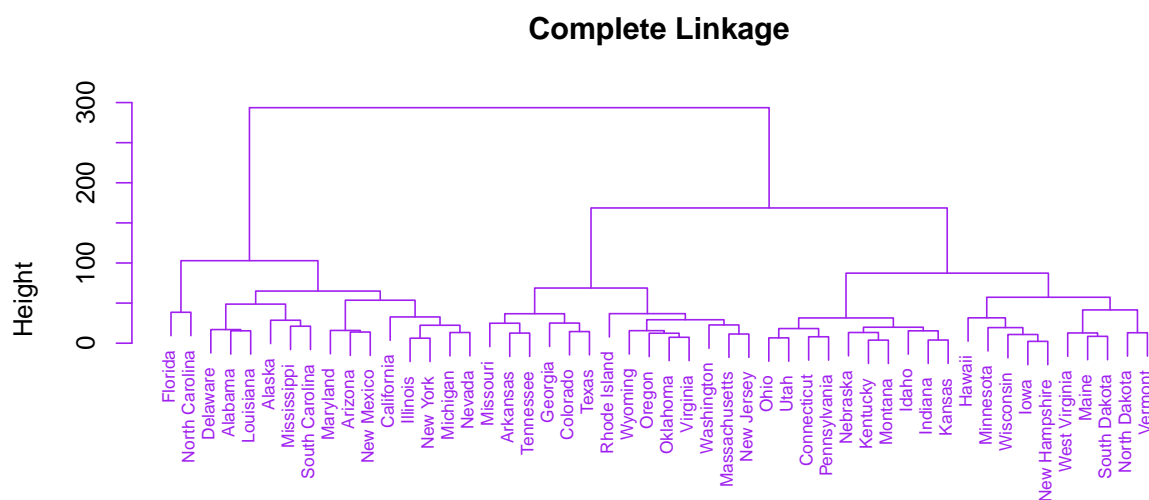 Complete Linkage
Height
0
100
200
300
Florida
North Carolina
Delaware
Alabama
Louisiana
Alaska
Mississippi
South Carolina
Maryland
Arizona
New Mexico
California
Illinois
New York
Michigan
Nevada
Missouri
Arkansas
Tennessee
Georgia
Colorado
Texas
Rhode Island
Wyoming
Oregon
Oklahoma
Virginia
Washington
Massachusetts
New Jersey
Ohio
Utah
Connecticut
Pennsylvania
Nebraska
Kentucky
Montana
Idaho
Indiana
Kansas
Hawaii
Minnesota
Wisconsin
Iowa
New Hampshire
West Virginia
Maine
South Dakota
North Dakota
Vermont